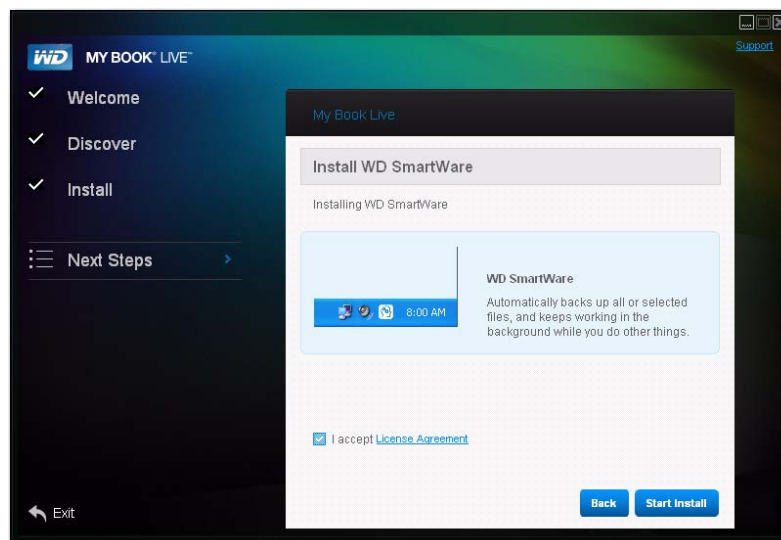 Support
WD MY BOOK® LIVE™
Welcome
Discover
Install
Next Steps
My Book Live
Install WD SmartWare
Installing WD SmartWare
WD SmartWare
Automatically backs up all or selected
files, and keeps working in the
background while you do other things.
8:00 AM
I accept License Agreement
Back
Start Install
Exit